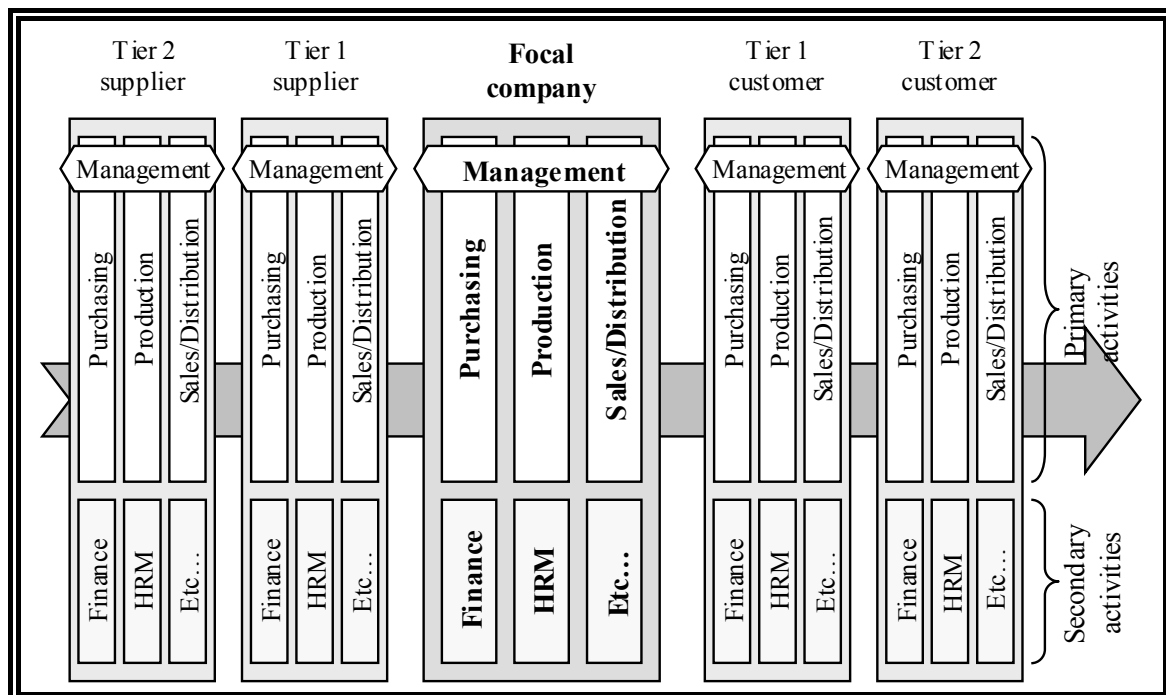 Tier 2
supplier
Tier 1
supplier
Focal
company
Tier 1
customer
Tier 2
customer
Management
Management
Management
Management
Management
Purchasing
Production
Sales/Distribution
Purchasing
Production
Sales/Distribution
Purchasing
Production
Sales/Distribution
Purchasing
Production
Sales/Distribution
Purchasing
Production
Sales/Distribution
Primary
activities
Finance
HRM
Etc…
Finance
HRM
Etc…
Finance
HRM
Etc…
Finance
HRM
Etc…
Finance
HRM
Etc…
Secondary
activities